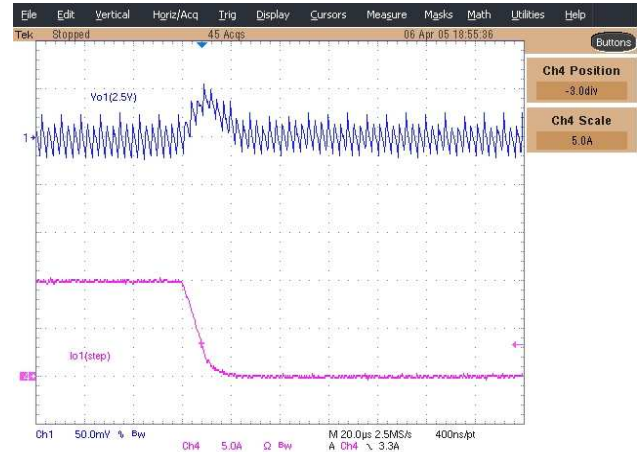 File Edit Vertical Horiz/Acq Trig Display Cursors Measure Masks Math Utilities Help
Tek Stopped 45 Acqs 06 Apr 05 18:55:36
Buttons
Ch4 Position
-3.0div
Ch4 Scale
5.0A
Vo1(2.5V)
1
Io1(step)
4
Ch1 50.0mV % Bw M 20.0µs 2.5MS/s 400ns/pt
Ch4 5.0A Ω Bw A Ch4 \ 3.3A